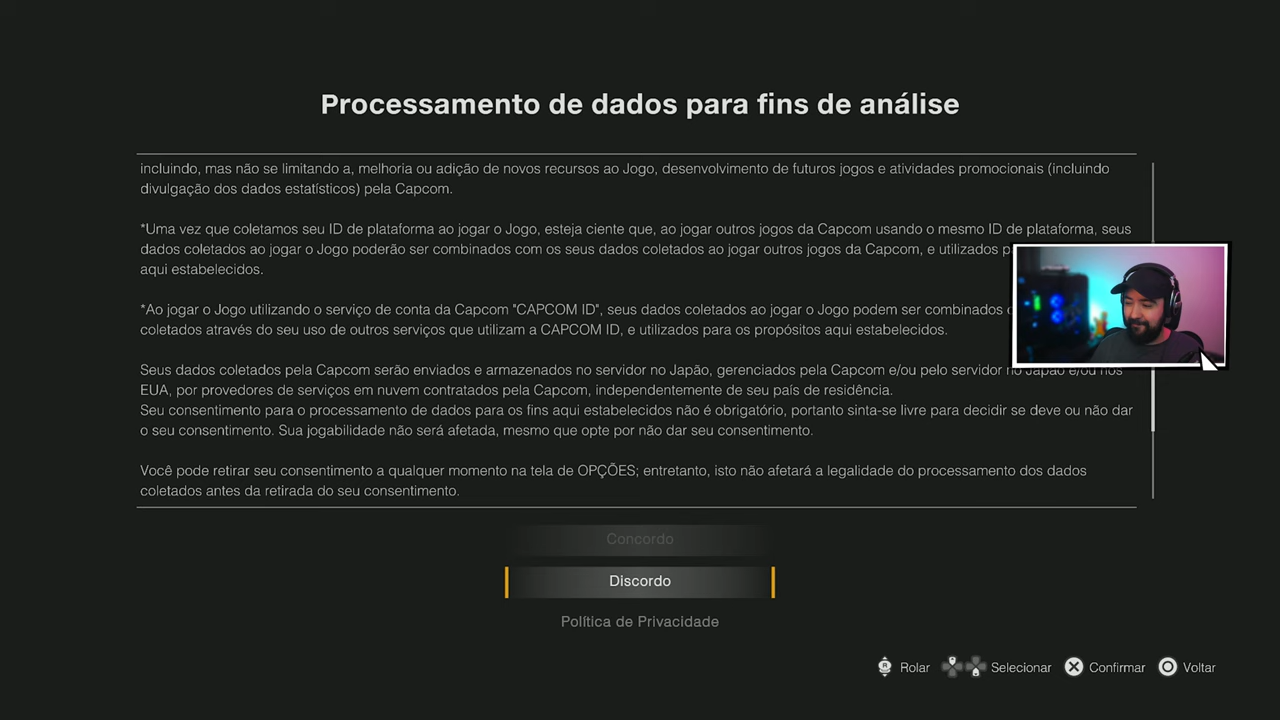 Processamento de dados para fins de análise
incluindo, mas não se limitando a, melhoria ou adição de novos recursos ao Jogo, desenvolvimento de futuros jogos e atividades promocionais (incluindo
divulgação dos dados estatísticos) pela Capcom.
*Uma vez que coletamos seu ID de plataforma ao jogar o Jogo, esteja ciente que, ao jogar outros jogos da Capcom usando o mesmo ID de plataforma, seus
dados coletados ao jogar o Jogo poderão ser combinados com os seus dados coletados ao jogar outros jogos da Capcom, e utilizados
aqui estabelecidos.
*Ao jogar o Jogo utilizando o serviço de conta da Capcom "CAPCOM ID", seus dados coletados ao jogar o Jogo podem ser combinados
coletados através do seu uso de outros serviços que utilizam a CAPCOM ID, e utilizados para os propósitos aqui estabelecidos.
Seus dados coletados pela Capcom serão enviados e armazenados no servidor no Japão, gerenciados pela Capcom e/ou pelo servidor no Japão e/ou nos
EUA, por provedores de serviços em nuvem contratados pela Capcom, independentemente de seu país de residência.
Seu consentimento para o processamento de dados para os fins aqui estabelecidos não é obrigatório, portanto sinta-se livre para decidir se deve ou não dar
o seu consentimento. Sua jogabilidade não será afetada, mesmo que opte por não dar seu consentimento.
Você pode retirar seu consentimento a qualquer momento na tela de OPÇÕES; entretanto, isto não afetará a legalidade do processamento dos dados
coletados antes da retirada do seu consentimento.
Concordo
Discordo
Política de Privacidade
R Rolar Selecionar Confirmar Voltar